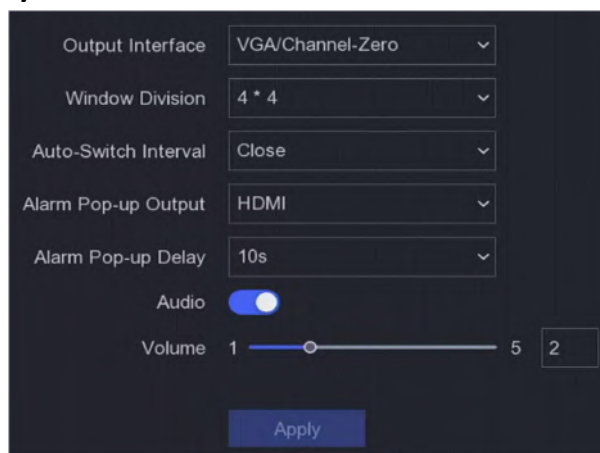 Output Interface VGA/Channel-Zero
Window Division 4 * 4
Auto-Switch Interval Close
Alarm Pop-up Output HDMI
Alarm Pop-up Delay 10s
Audio
Volume 1 5 2
Apply